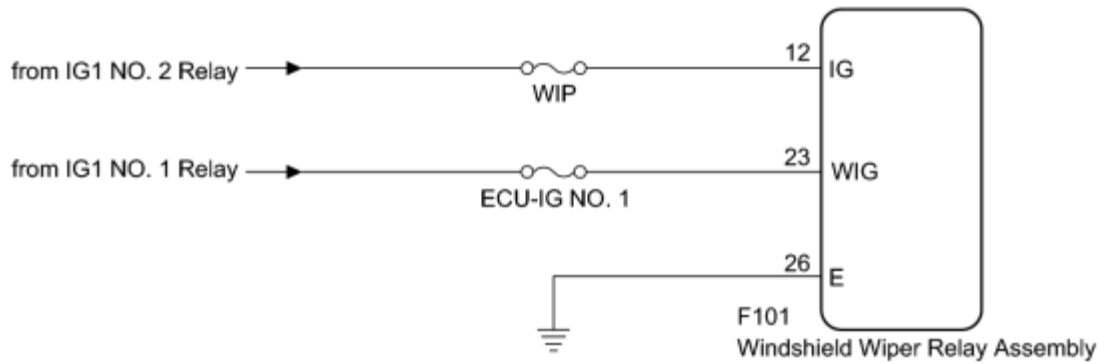 from IG1 NO. 2 Relay
WIP
12
IG
from IG1 NO. 1 Relay
ECU-IG NO. 1
23
WIG
26
E
F101
Windshield Wiper Relay Assembly